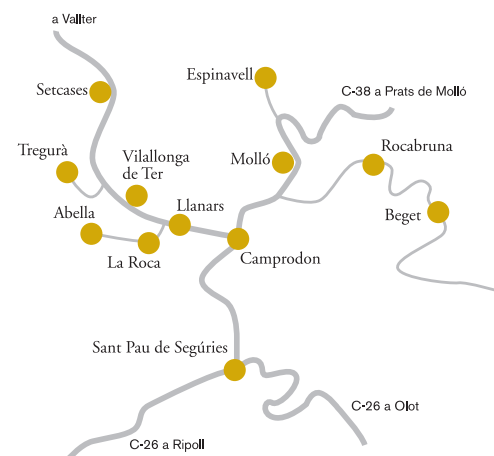 a Vallter
Espinavell
Setcases
C-38 a Prats de Molló
Tregurà
Vilallonga
de Ter
Molló
Rocabruna
Abella
Llanars
Beget
La Roca
Camprodon
Sant Pau de Segúries
C-26 a Olot
C-26 a Ripoll